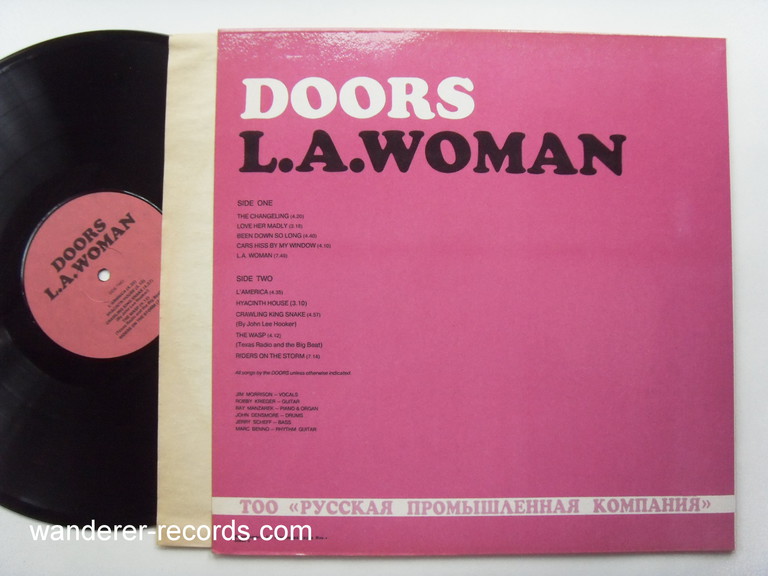 DOORS
L.A.WOMAN
SIDE ONE
THE CHANGELING (4.20)
LOVE HER MADLY (3.18)
BEEN DOWN SO LONG (4.40)
CARS HISS BY MY WINDOW (4.10)
L.A. WOMAN (7.49)
SIDE TWO
L'AMERICA (4.35)
HYACINTH HOUSE (3.10)
CRAWLING KING SNAKE (4.57)
(By John Lee Hooker)
THE WASP (4.12)
(Texas Radio and the Big Beat)
RIDERS ON THE STORM (7.14)
All songs by the DOORS unless otherwise indicated
JIM MORRISON – VOCALS
ROBBY KRIEGER – GUITAR
RAY MANZAREK – PIANO & ORGAN
JOHN DENSMORE – DRUMS
JERRY SCHEFF – BASS
MARC BENNO – RHYTHM GUITAR
ТОО «РУССКАЯ ПРОМЫШЛЕННАЯ КОМПАНИЯ»
DOORS
L.A. WOMAN
wanderer-records.com